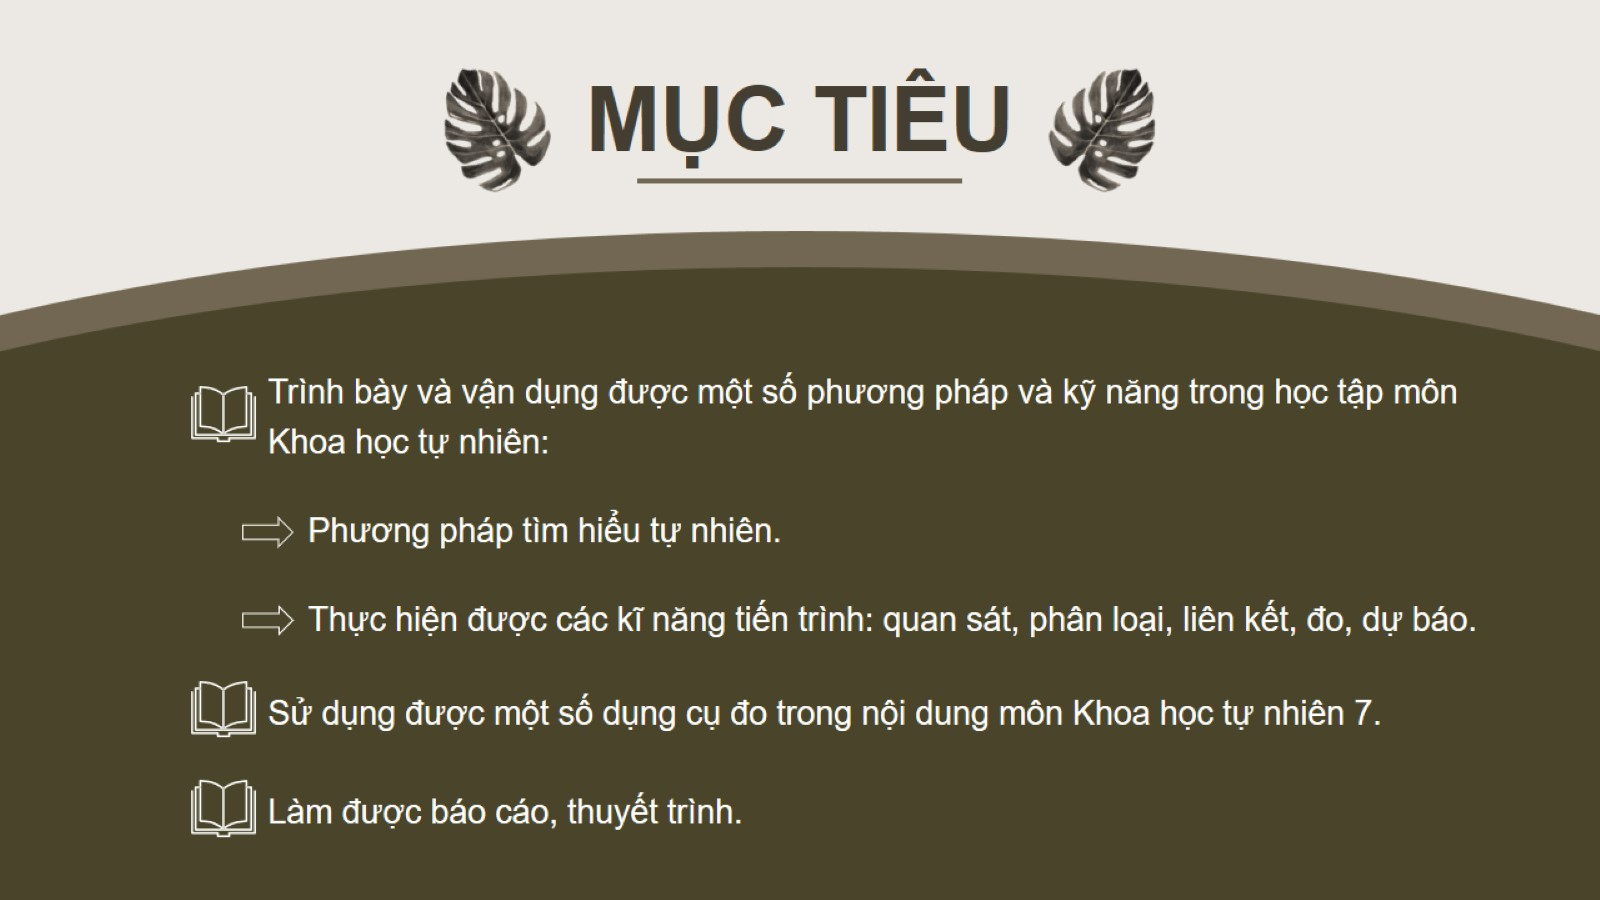 MỤC TIÊU
Trình bày và vận dụng được một số phương pháp và kỹ năng trong học tập môn
Khoa học tự nhiên:
Phương pháp tìm hiểu tự nhiên.
Thực hiện được các kĩ năng tiến trình: quan sát, phân loại, liên kết, đo, dự báo.
Sử dụng được một số dụng cụ đo trong nội dung môn Khoa học tự nhiên 7.
Làm được báo cáo, thuyết trình.